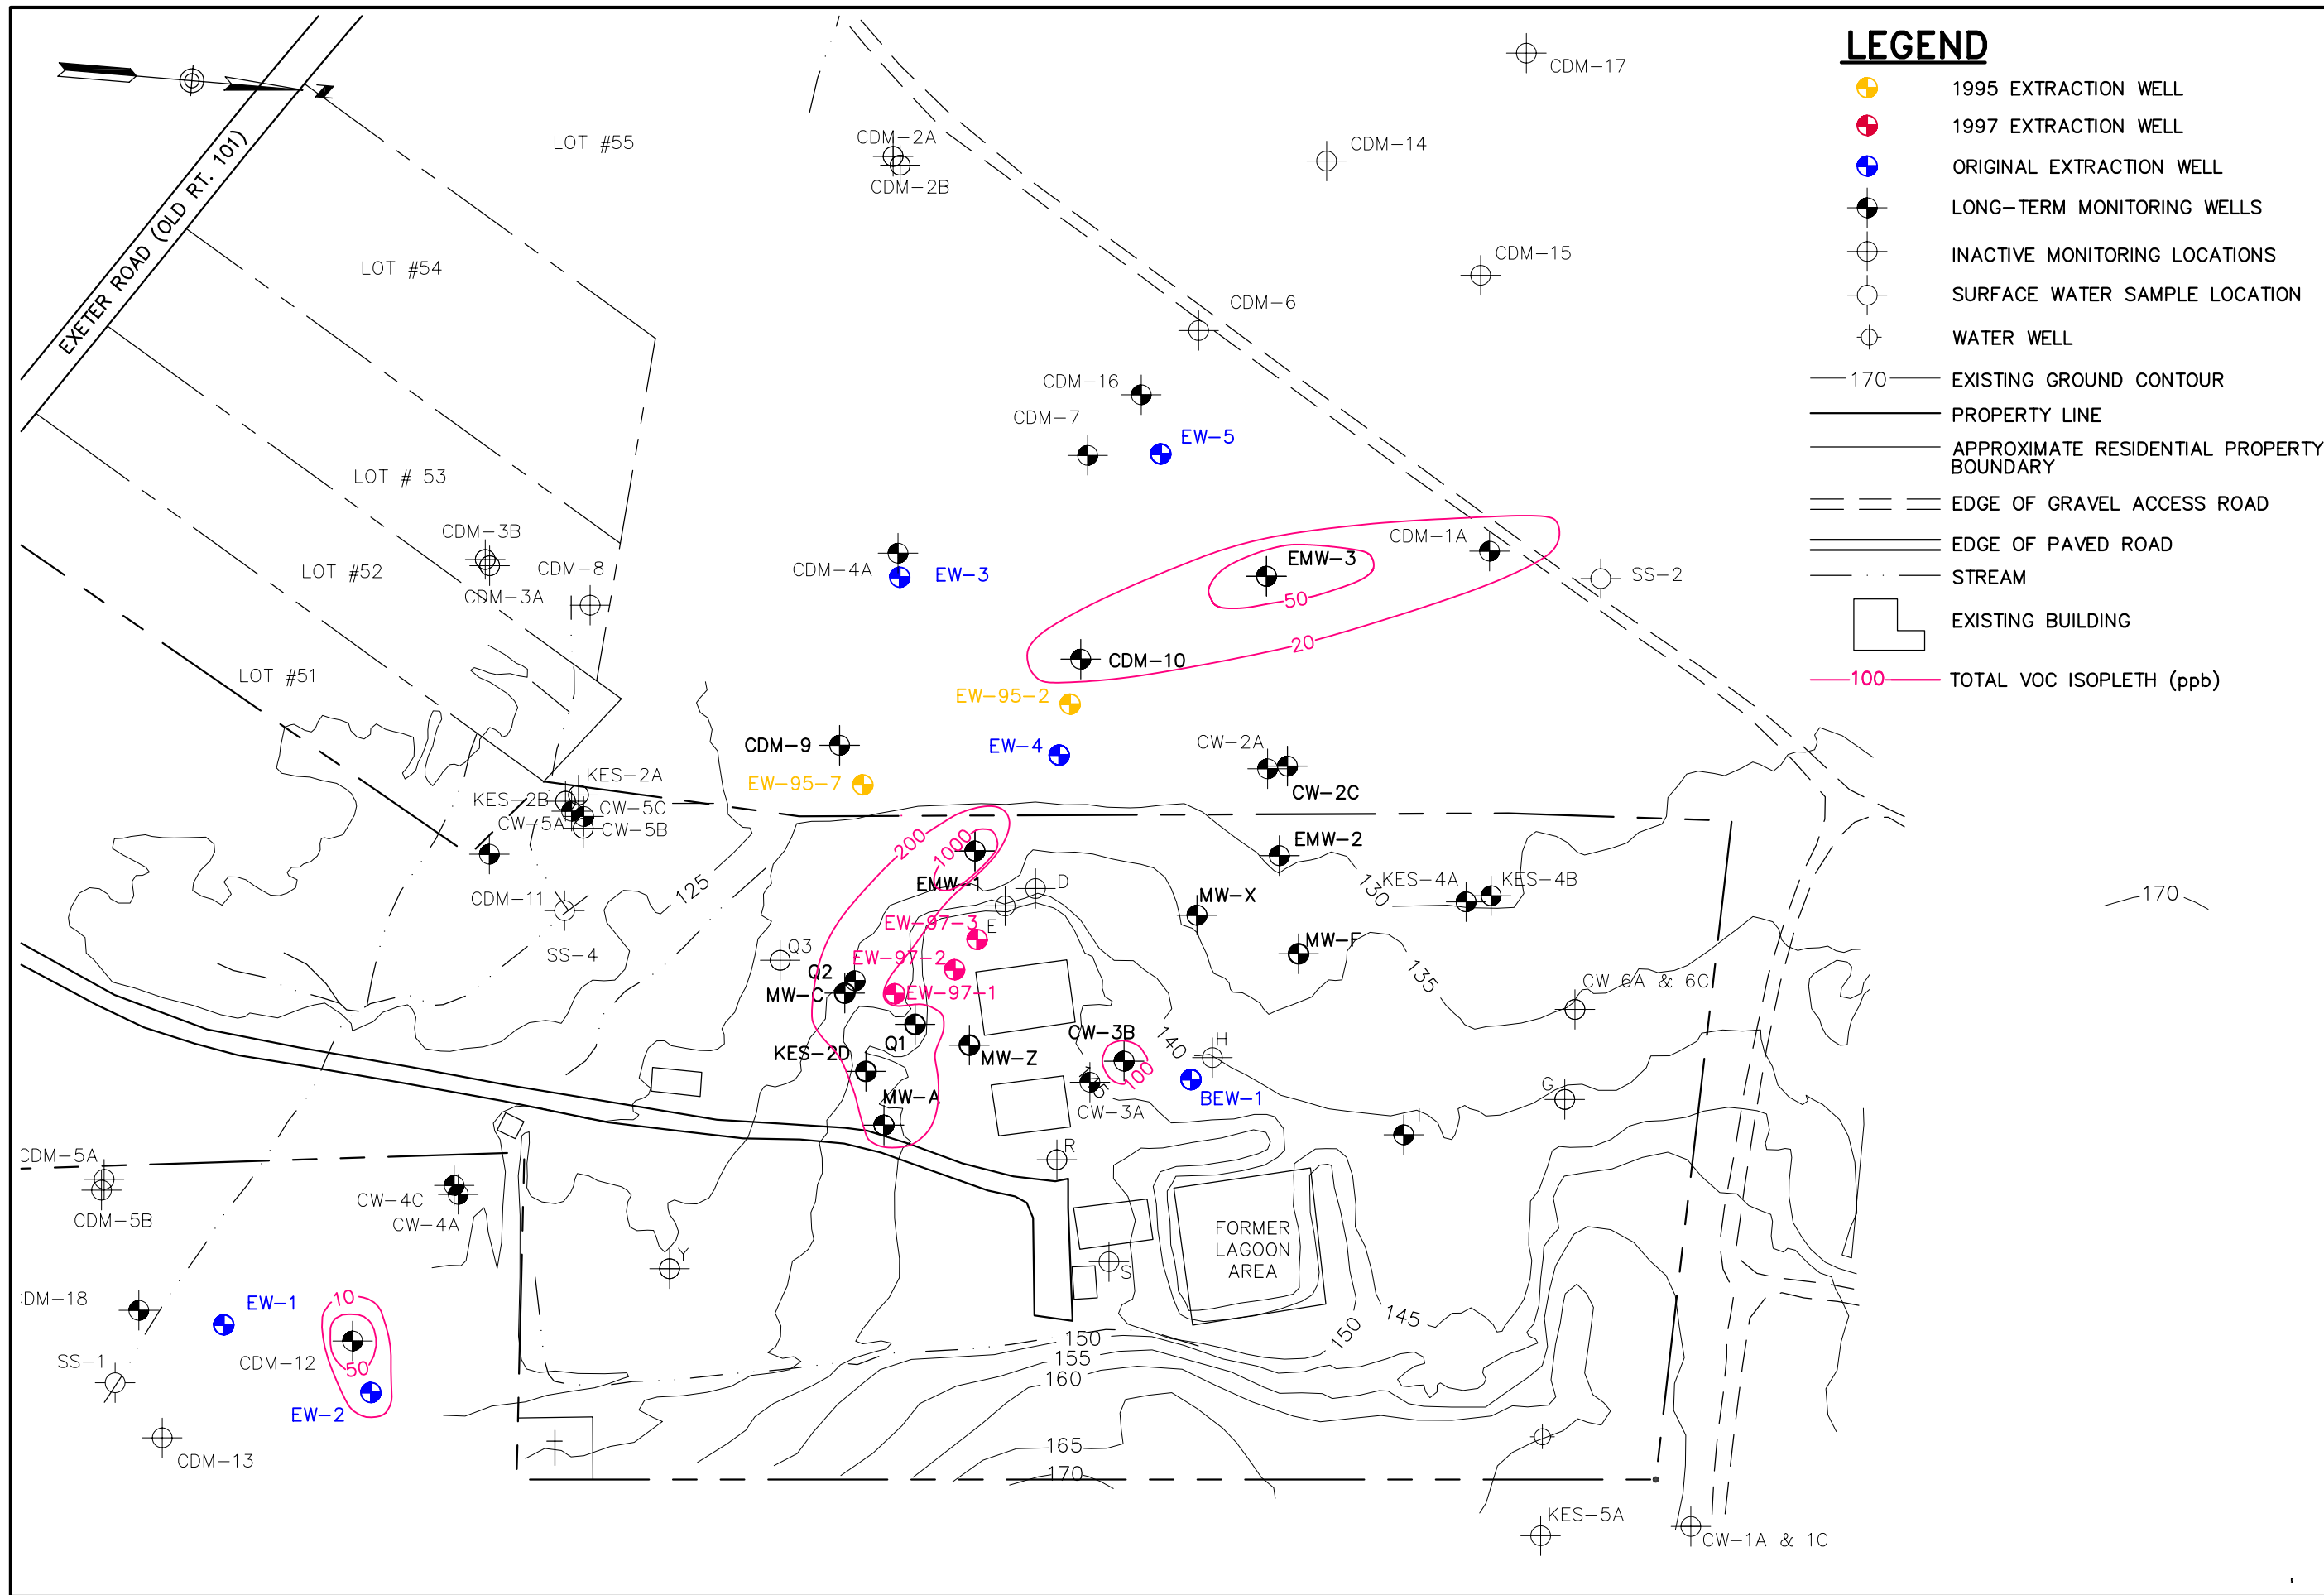 LEGEND
1995 EXTRACTION WELL
1997 EXTRACTION WELL
ORIGINAL EXTRACTION WELL
LONG-TERM MONITORING WELLS
INACTIVE MONITORING LOCATIONS
SURFACE WATER SAMPLE LOCATION
WATER WELL
170
EXISTING GROUND CONTOUR
PROPERTY LINE
APPROXIMATE RESIDENTIAL PROPERTY
BOUNDARY
EDGE OF GRAVEL ACCESS ROAD
EDGE OF PAVED ROAD
STREAM
EXISTING BUILDING
100
TOTAL VOC ISOPLETH (ppb)
N
EXETER ROAD (OLD RT. 101)
LOT #55
LOT #54
LOT # 53
LOT #52
LOT #51
CDM-17
CDM-2A
CDM-2B
CDM-14
CDM-15
CDM-6
CDM-16
CDM-7
EW-5
CDM-3B
CDM-3A
CDM-8
CDM-4A
EW-3
EMW-3
CDM-1A
50
20
SS-2
CDM-10
EW-95-2
CDM-9
EW-4
EW-95-7
CW-2A
CW-2C
KES-2A
KES-2B
CW-5C
CW-5A
CW-5B
CDM-11
SS-4
125
200
1000
EMW-1
EMW-2
D
E
130
KES-4A
KES-4B
170
MW-X
MW-F
135
EW-97-3
EW-97-2
EW-97-1
Q3
Q2
MW-C
CW 6A & 6C
Q1
KES-2D
MW-Z
MW-A
CW-3B
100
140
H
CW-3A
BEW-1
G
I
R
CDM-5B
CW-4C
CW-4A
Y
S
FORMER
LAGOON
AREA
EW-1
10
50
CDM-12
EW-2
SS-1
CDM-13
145
150
150
155
160
165
170
KES-5A
CW-1A & 1C